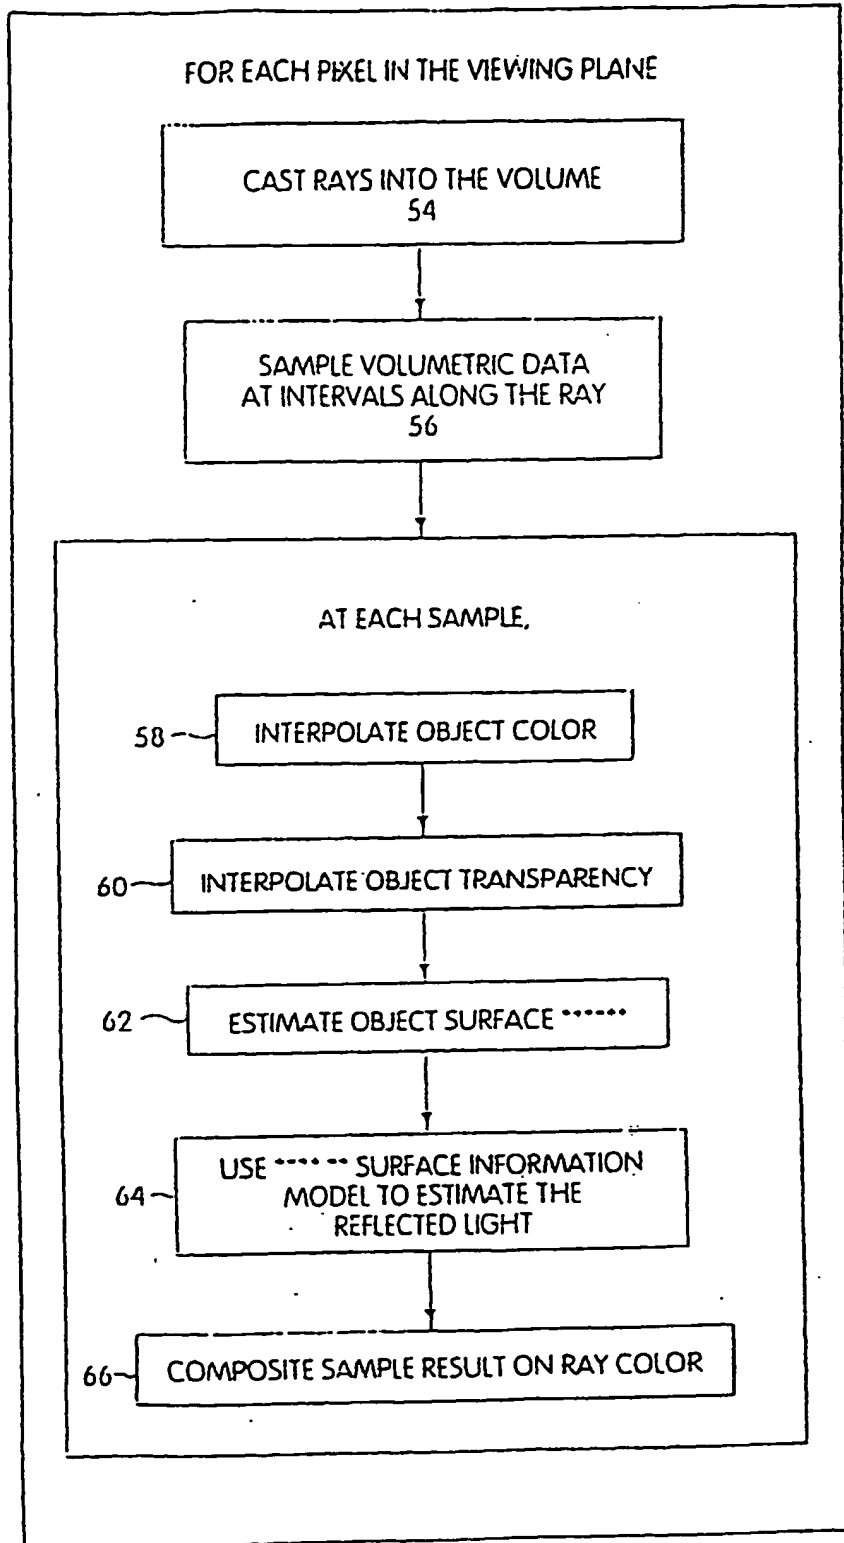 FOR EACH PIXEL IN THE VIEWING PLANE
CAST RAYS INTO THE VOLUME
54
SAMPLE VOLUMETRIC DATA
AT INTERVALS ALONG THE RAY
56
AT EACH SAMPLE,
58 INTERPOLATE OBJECT COLOR
60 INTERPOLATE OBJECT TRANSPARENCY
62 ESTIMATE OBJECT SURFACE ******
USE ****** SURFACE INFORMATION
64 MODEL TO ESTIMATE THE
REFLECTED LIGHT
66 COMPOSITE SAMPLE RESULT ON RAY COLOR